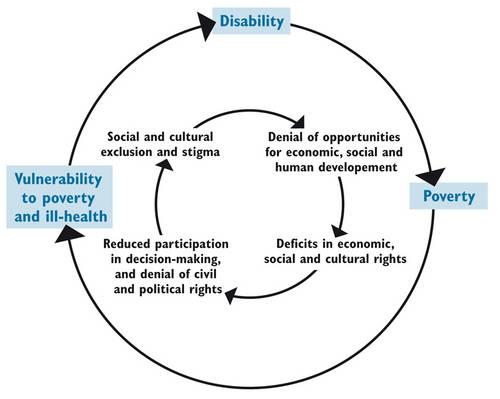 Disability
Social and cultural
exclusion and stigma
Denial of opportunities
for economic, social and
human developement
Vulnerability
to poverty
and ill-health
Poverty
Reduced participation
in decision-making,
and denial of civil
and political rights
Deficits in economic,
social and cultural rights